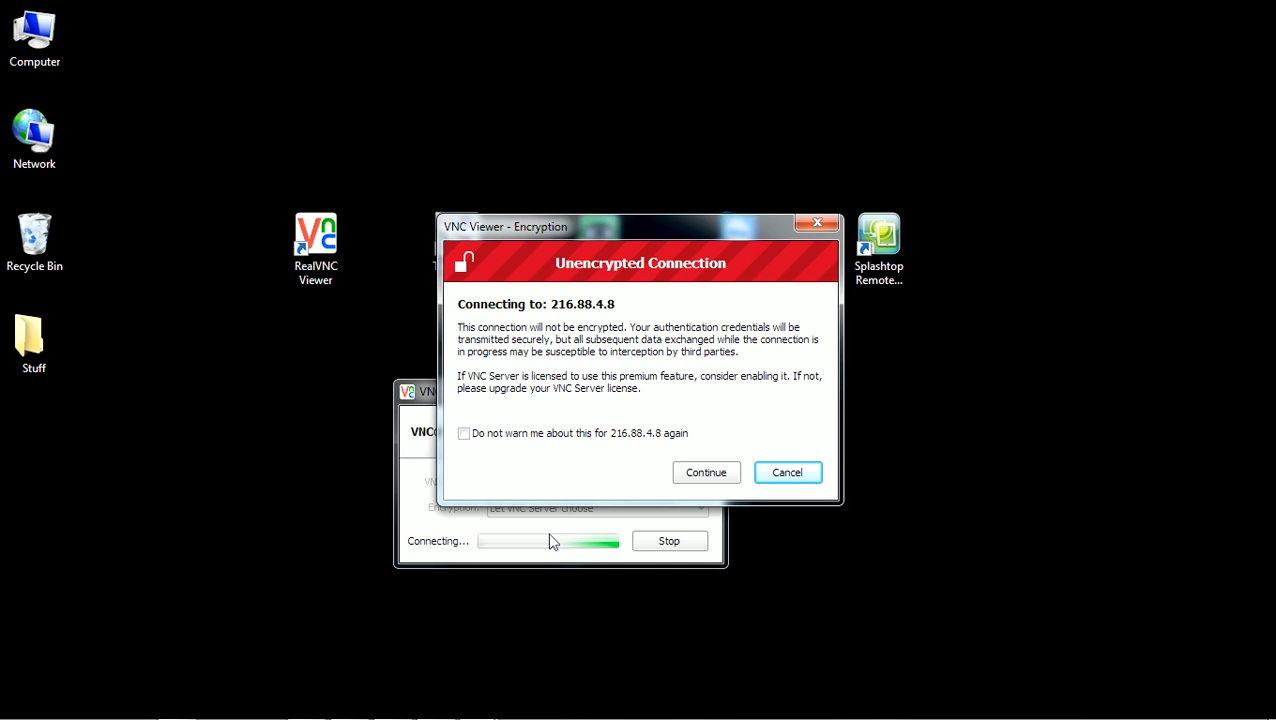 Computer
Network
Recycle Bin
Stuff
RealVNC
Viewer
Splashtop
Remote...
VNC Viewer - Encryption
Unencrypted Connection
Connecting to: 216.88.4.8
This connection will not be encrypted. Your authentication credentials will be
transmitted securely, but all subsequent data exchanged while the connection is
in progress may be susceptible to interception by third parties.
If VNC Server is licensed to use this premium feature, consider enabling it. If not,
please upgrade your VNC Server license.
Do not warn me about this for 216.88.4.8 again
Continue
Cancel
Encryption: Let VNC Server choose
Connecting...
Stop